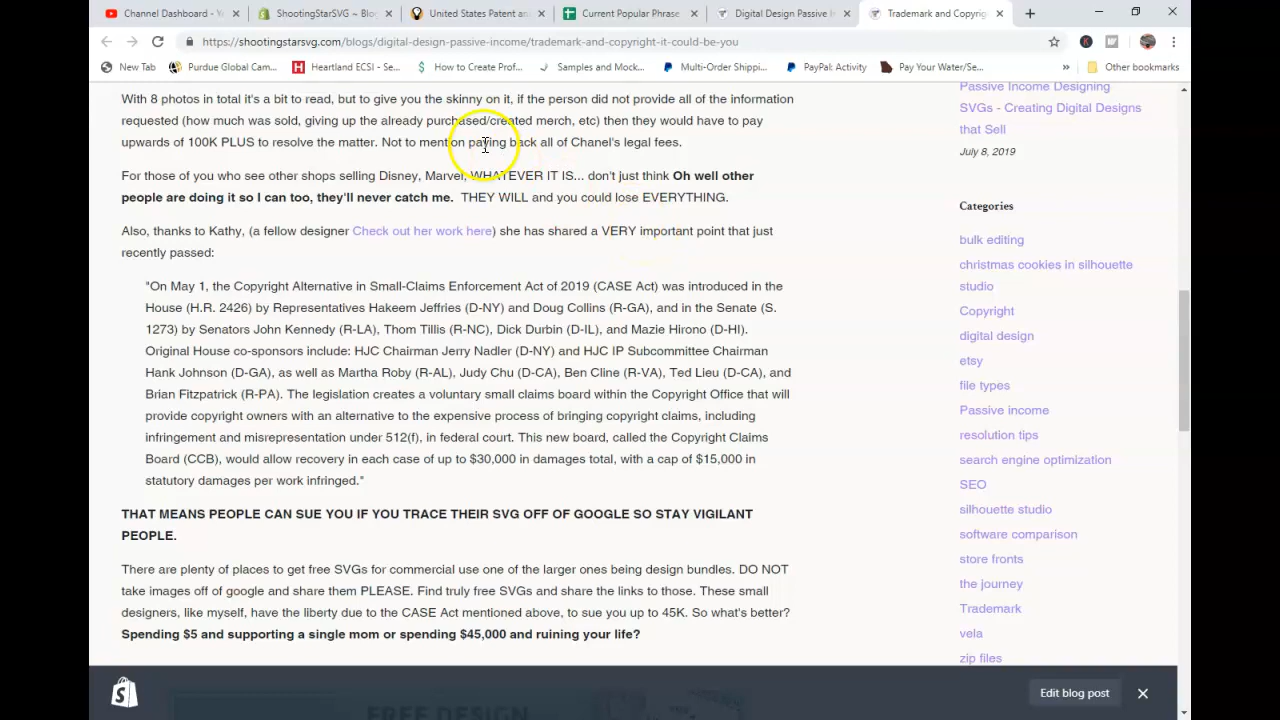 Channel Dashboard - Y
ShootingStarSVG ~ Blog
United States Patent and
Current Popular Phrase
Digital Design Passive I
Trademark and Copyrig
https://shootingstarsvg.com/blogs/digital-design-passive-income/trademark-and-copyright-it-could-be-you
New Tab
Purdue Global Cam...
Heartland ECSI - Se...
How to Create Prof...
Samples and Mock...
Multi-Order Shippin...
PayPal: Activity
Pay Your Water/Se...
Other bookmarks
With 8 photos in total it's a bit to read, but to give you the skinny on it, if the person did not provide all of the information
requested (how much was sold, giving up the already purchased/created merch, etc) then they would have to pay
upwards of 100K PLUS to resolve the matter. Not to mention paying back all of Chanel's legal fees.
For those of you who see other shops selling Disney, Marvel, WHATEVER IT IS... don't just think Oh well other
people are doing it so I can too, they'll never catch me. THEY WILL and you could lose EVERYTHING.
Also, thanks to Kathy, (a fellow designer Check out her work here) she has shared a VERY important point that just
recently passed:
"On May 1, the Copyright Alternative in Small-Claims Enforcement Act of 2019 (CASE Act) was introduced in the
House (H.R. 2426) by Representatives Hakeem Jeffries (D-NY) and Doug Collins (R-GA), and in the Senate (S.
1273) by Senators John Kennedy (R-LA), Thom Tillis (R-NC), Dick Durbin (D-IL), and Mazie Hirono (D-HI).
Original House co-sponsors include: HJC Chairman Jerry Nadler (D-NY) and HJC IP Subcommittee Chairman
Hank Johnson (D-GA), as well as Martha Roby (R-AL), Judy Chu (D-CA), Ben Cline (R-VA), Ted Lieu (D-CA), and
Brian Fitzpatrick (R-PA). The legislation creates a voluntary small claims board within the Copyright Office that will
provide copyright owners with an alternative to the expensive process of bringing copyright claims, including
infringement and misrepresentation under 512(f), in federal court. This new board, called the Copyright Claims
Board (CCB), would allow recovery in each case of up to $30,000 in damages total, with a cap of $15,000 in
statutory damages per work infringed."
THAT MEANS PEOPLE CAN SUE YOU IF YOU TRACE THEIR SVG OFF OF GOOGLE SO STAY VIGILANT
PEOPLE.
There are plenty of places to get free SVGs for commercial use one of the larger ones being design bundles. DO NOT
take images off of google and share them PLEASE. Find truly free SVGs and share the links to those. These small
designers, like myself, have the liberty due to the CASE Act mentioned above, to sue you up to 45K. So what's better?
Spending $5 and supporting a single mom or spending $45,000 and ruining your life?
Passive Income Designing
SVGs - Creating Digital Designs
that Sell
July 8, 2019
Categories
bulk editing
christmas cookies in silhouette
studio
Copyright
digital design
etsy
file types
Passive income
resolution tips
search engine optimization
SEO
silhouette studio
software comparison
store fronts
the journey
Trademark
vela
zip files
FREE DESIGN
Edit blog post